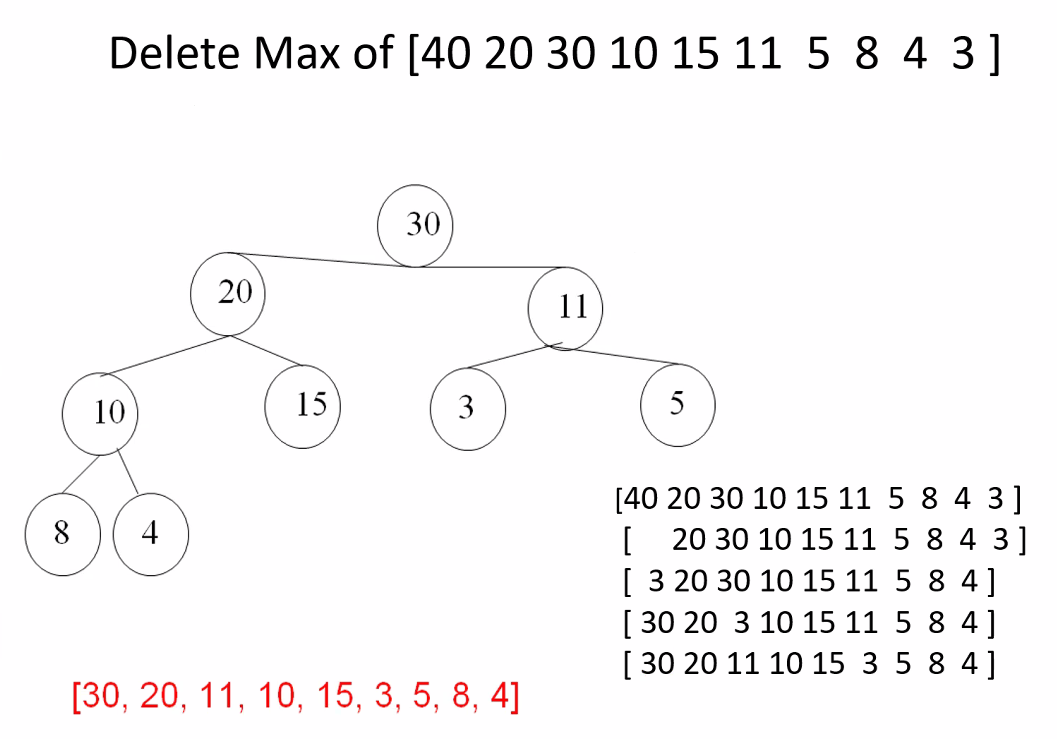 Delete Max of [40 20 30 10 15 11 5 8 4 3 ]
30
20
11
10
15
3
5
8
4
[40 20 30 10 15 11 5 8 4 3 ]
[ 20 30 10 15 11 5 8 4 3 ]
[ 3 20 30 10 15 11 5 8 4 ]
[ 30 20 3 10 15 11 5 8 4 ]
[ 30 20 11 10 15 3 5 8 4 ]
[30, 20, 11, 10, 15, 3, 5, 8, 4]